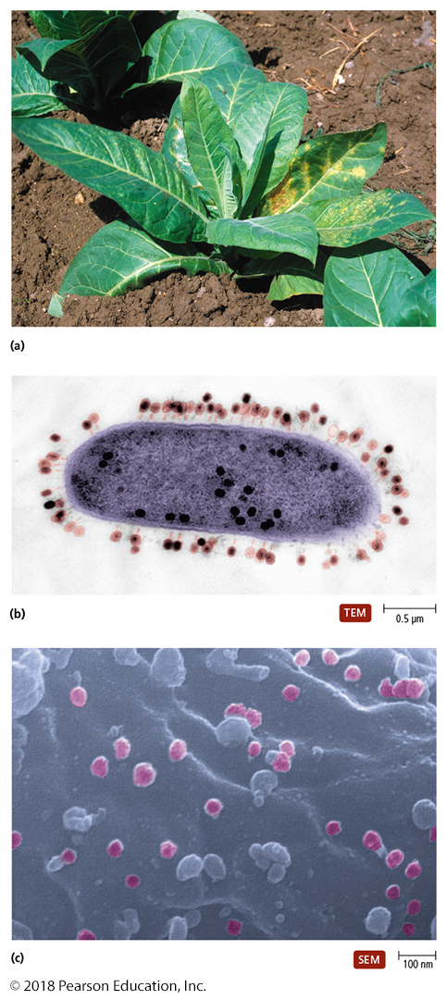 (a)
(b)
TEM
0.5 μm
(c)
SEM
100 nm
© 2018 Pearson Education, Inc.